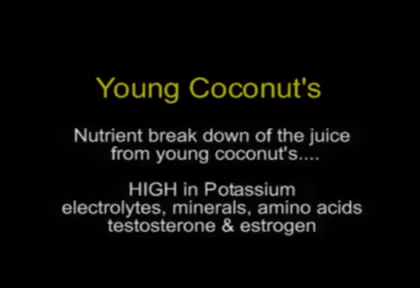 Young Coconut's
Nutrient break down of the juice
from young coconut's....
HIGH in Potassium
electrolytes, minerals, amino acids
testosterone & estrogen